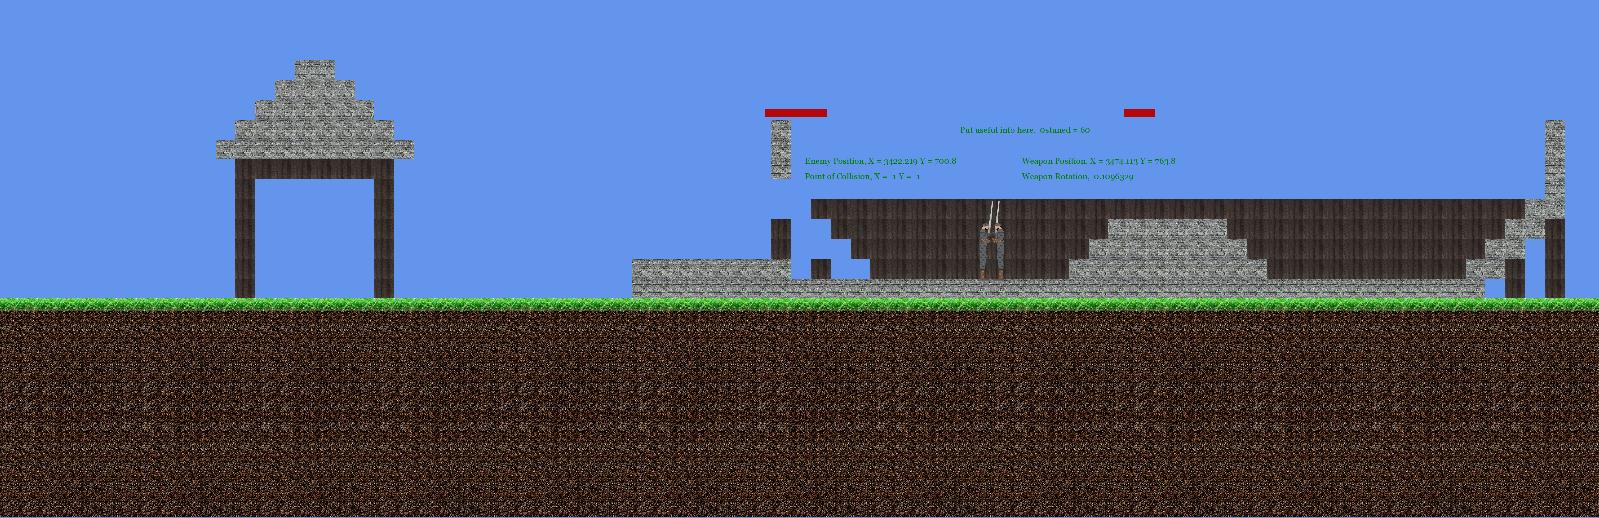 Put useful info here. 0stuned = 60
Enemy Position, X = 3422.219 Y = 700.8
Weapon Position, X = 3474.113 Y = 763.8
Point of Collision, X = -1 Y = -1
Weapon Rotation, 0.1096329